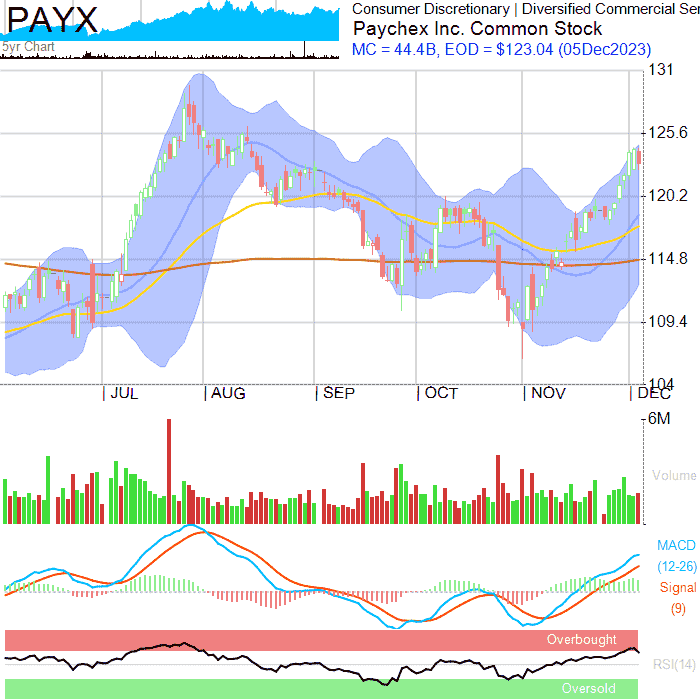 PAYX
5yr Chart
Consumer Discretionary | Diversified Commercial Ser
Paychex Inc. Common Stock
MC = 44.4B, EOD = $123.04 (05Dec2023)
131
125.6
120.2
114.8
109.4
104
JUL AUG SEP OCT NOV DEC
6M
Volume
MACD
(12-26)
Signal
(9)
Overbought
RSI(14)
Oversold